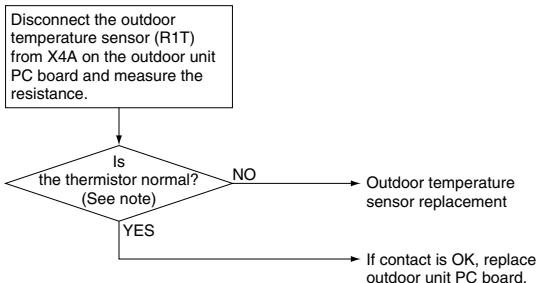 Disconnect the outdoor
temperature sensor (R1T)
from X4A on the outdoor unit
PC board and measure the
resistance.
Is
the thermistor normal?
(See note)
NO
Outdoor temperature
sensor replacement
YES
If contact is OK, replace
outdoor unit PC board.